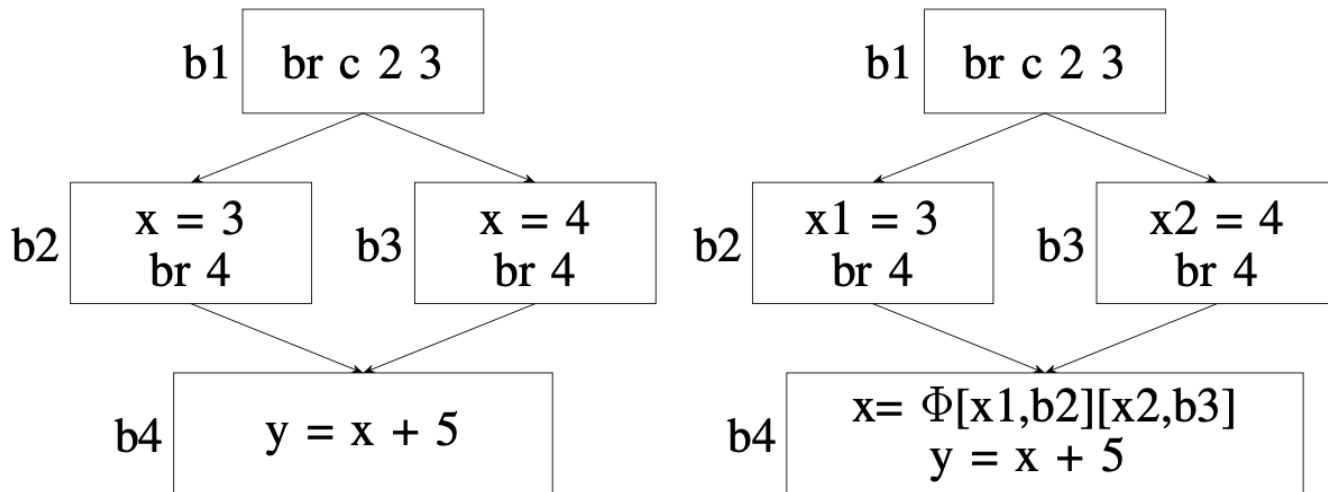 b1
br c 2 3
b2
x = 3
br 4
b3
x = 4
br 4
b4
y = x + 5
b1
br c 2 3
b2
x1 = 3
br 4
b3
x2 = 4
br 4
b4
x= Φ[x1,b2][x2,b3]
y = x + 5